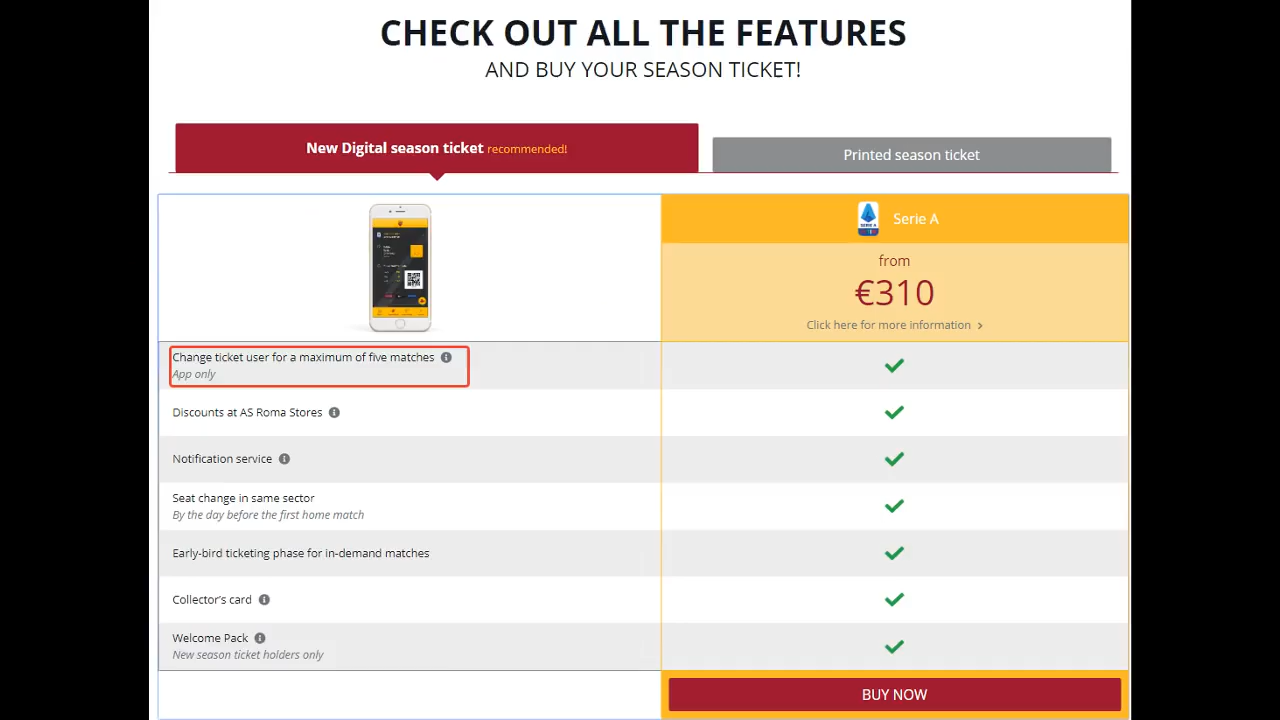 CHECK OUT ALL THE FEATURES
AND BUY YOUR SEASON TICKET!
New Digital season ticket recommended!
Printed season ticket
Serie A
from
€310
Click here for more information >
Change ticket user for a maximum of five matches
App only
Discounts at AS Roma Stores
Notification service
Seat change in same sector
By the day before the first home match
Early-bird ticketing phase for in-demand matches
Collector's card
Welcome Pack
New season ticket holders only
BUY NOW